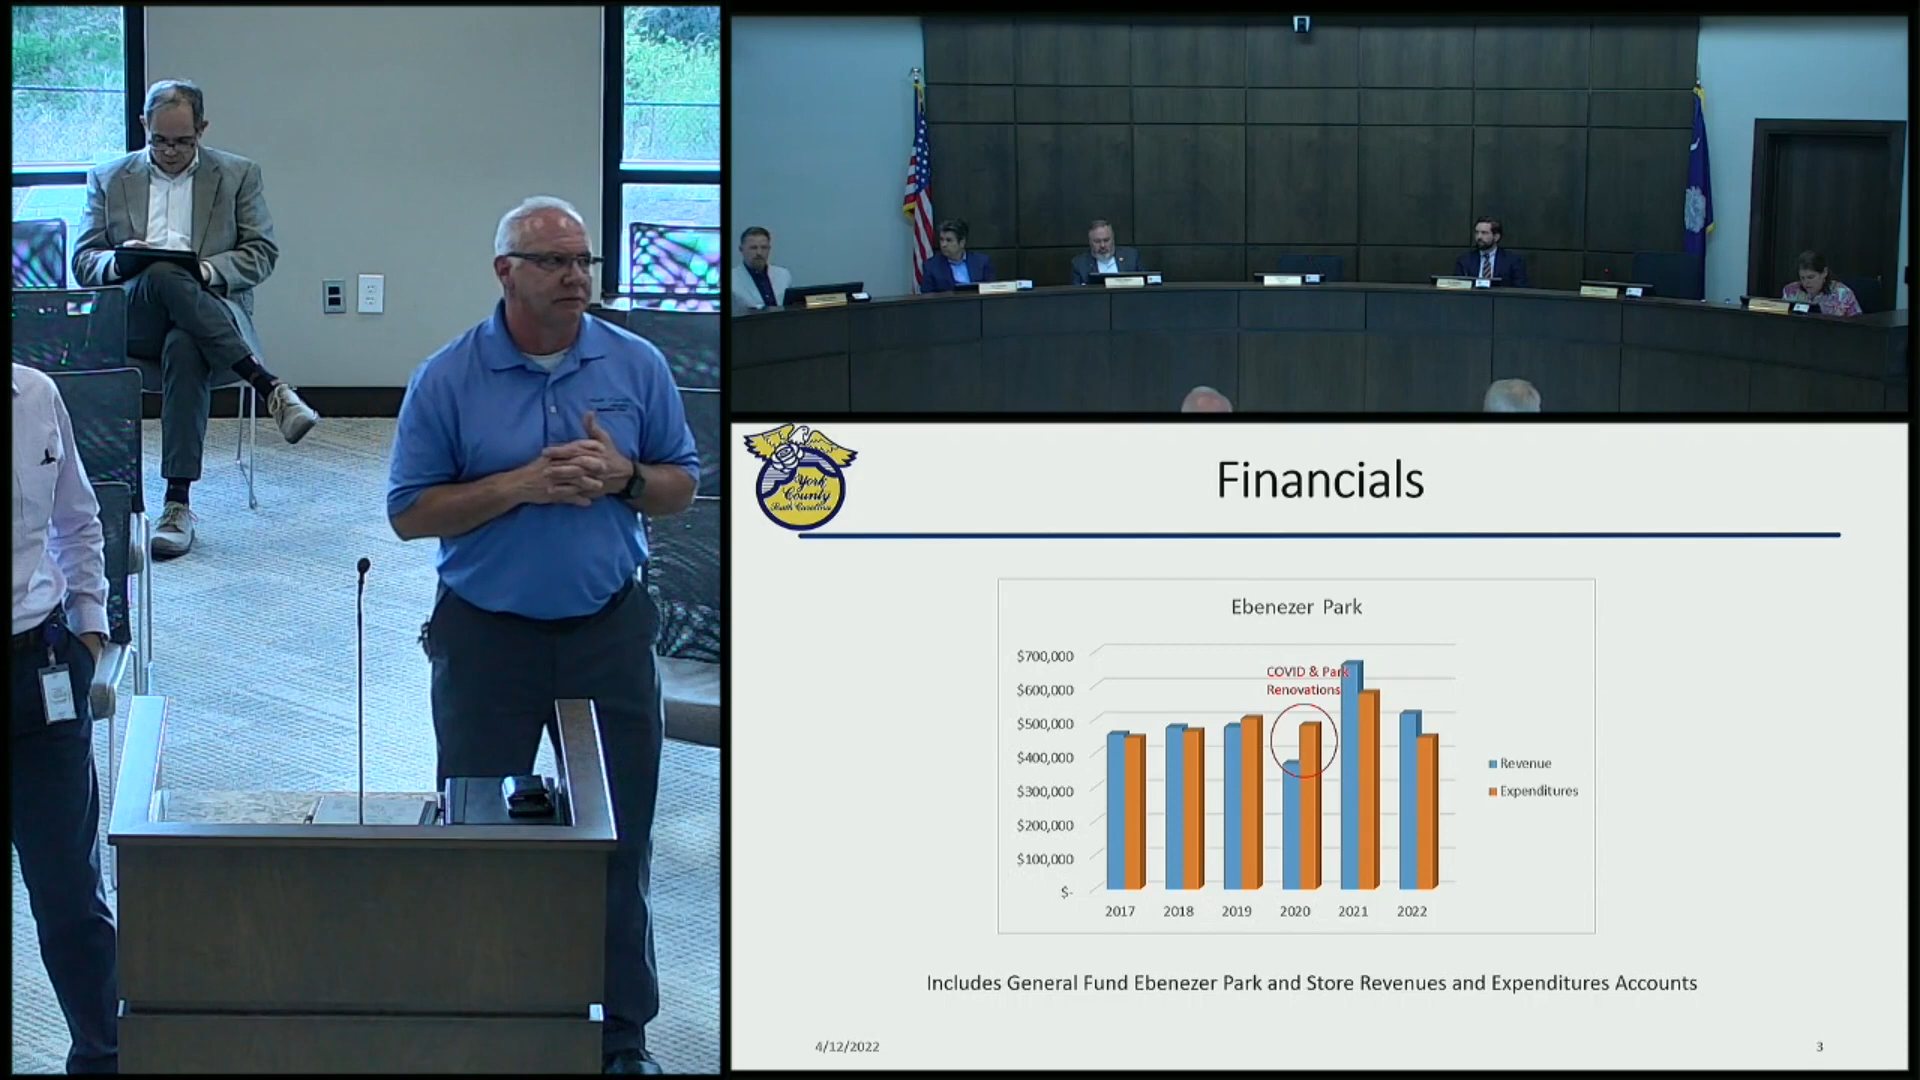 York
County
South Carolina
Financials
Ebenezer Park
$700,000
$600,000
$500,000
$400,000
$300,000
$200,000
$100,000
$-
COVID & Park
Renovations
2017 2018 2019 2020 2021 2022
Revenue
Expenditures
Includes General Fund Ebenezer Park and Store Revenues and Expenditures Accounts
4/12/2022 3